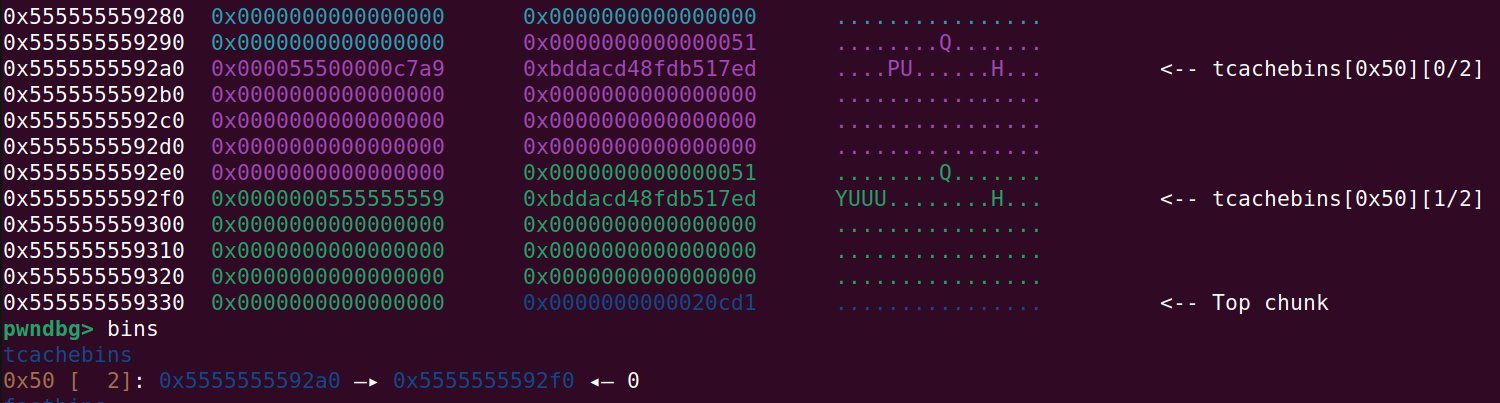 0x555555559280 0x0000000000000000 0x0000000000000000 ................
0x555555559290 0x0000000000000000 0x0000000000000051 ........Q.......
0x5555555592a0 0x000055500000c7a9 0xbddacd48fdb517ed ....PU......H... <-- tcachebins[0x50][0/2]
0x5555555592b0 0x0000000000000000 0x0000000000000000 ................
0x5555555592c0 0x0000000000000000 0x0000000000000000 ................
0x5555555592d0 0x0000000000000000 0x0000000000000000 ................
0x5555555592e0 0x0000000000000000 0x0000000000000051 ........Q.......
0x5555555592f0 0x0000000555555559 0xbddacd48fdb517ed YUUU........H... <-- tcachebins[0x50][1/2]
0x555555559300 0x0000000000000000 0x0000000000000000 ................
0x555555559310 0x0000000000000000 0x0000000000000000 ................
0x555555559320 0x0000000000000000 0x0000000000000000 ................
0x555555559330 0x0000000000000000 0x0000000000020cd1 ................ <-- Top chunk
pwndbg> bins
tcachebins
0x50 [ 2]: 0x5555555592a0 —▸ 0x5555555592f0 ◂— 0